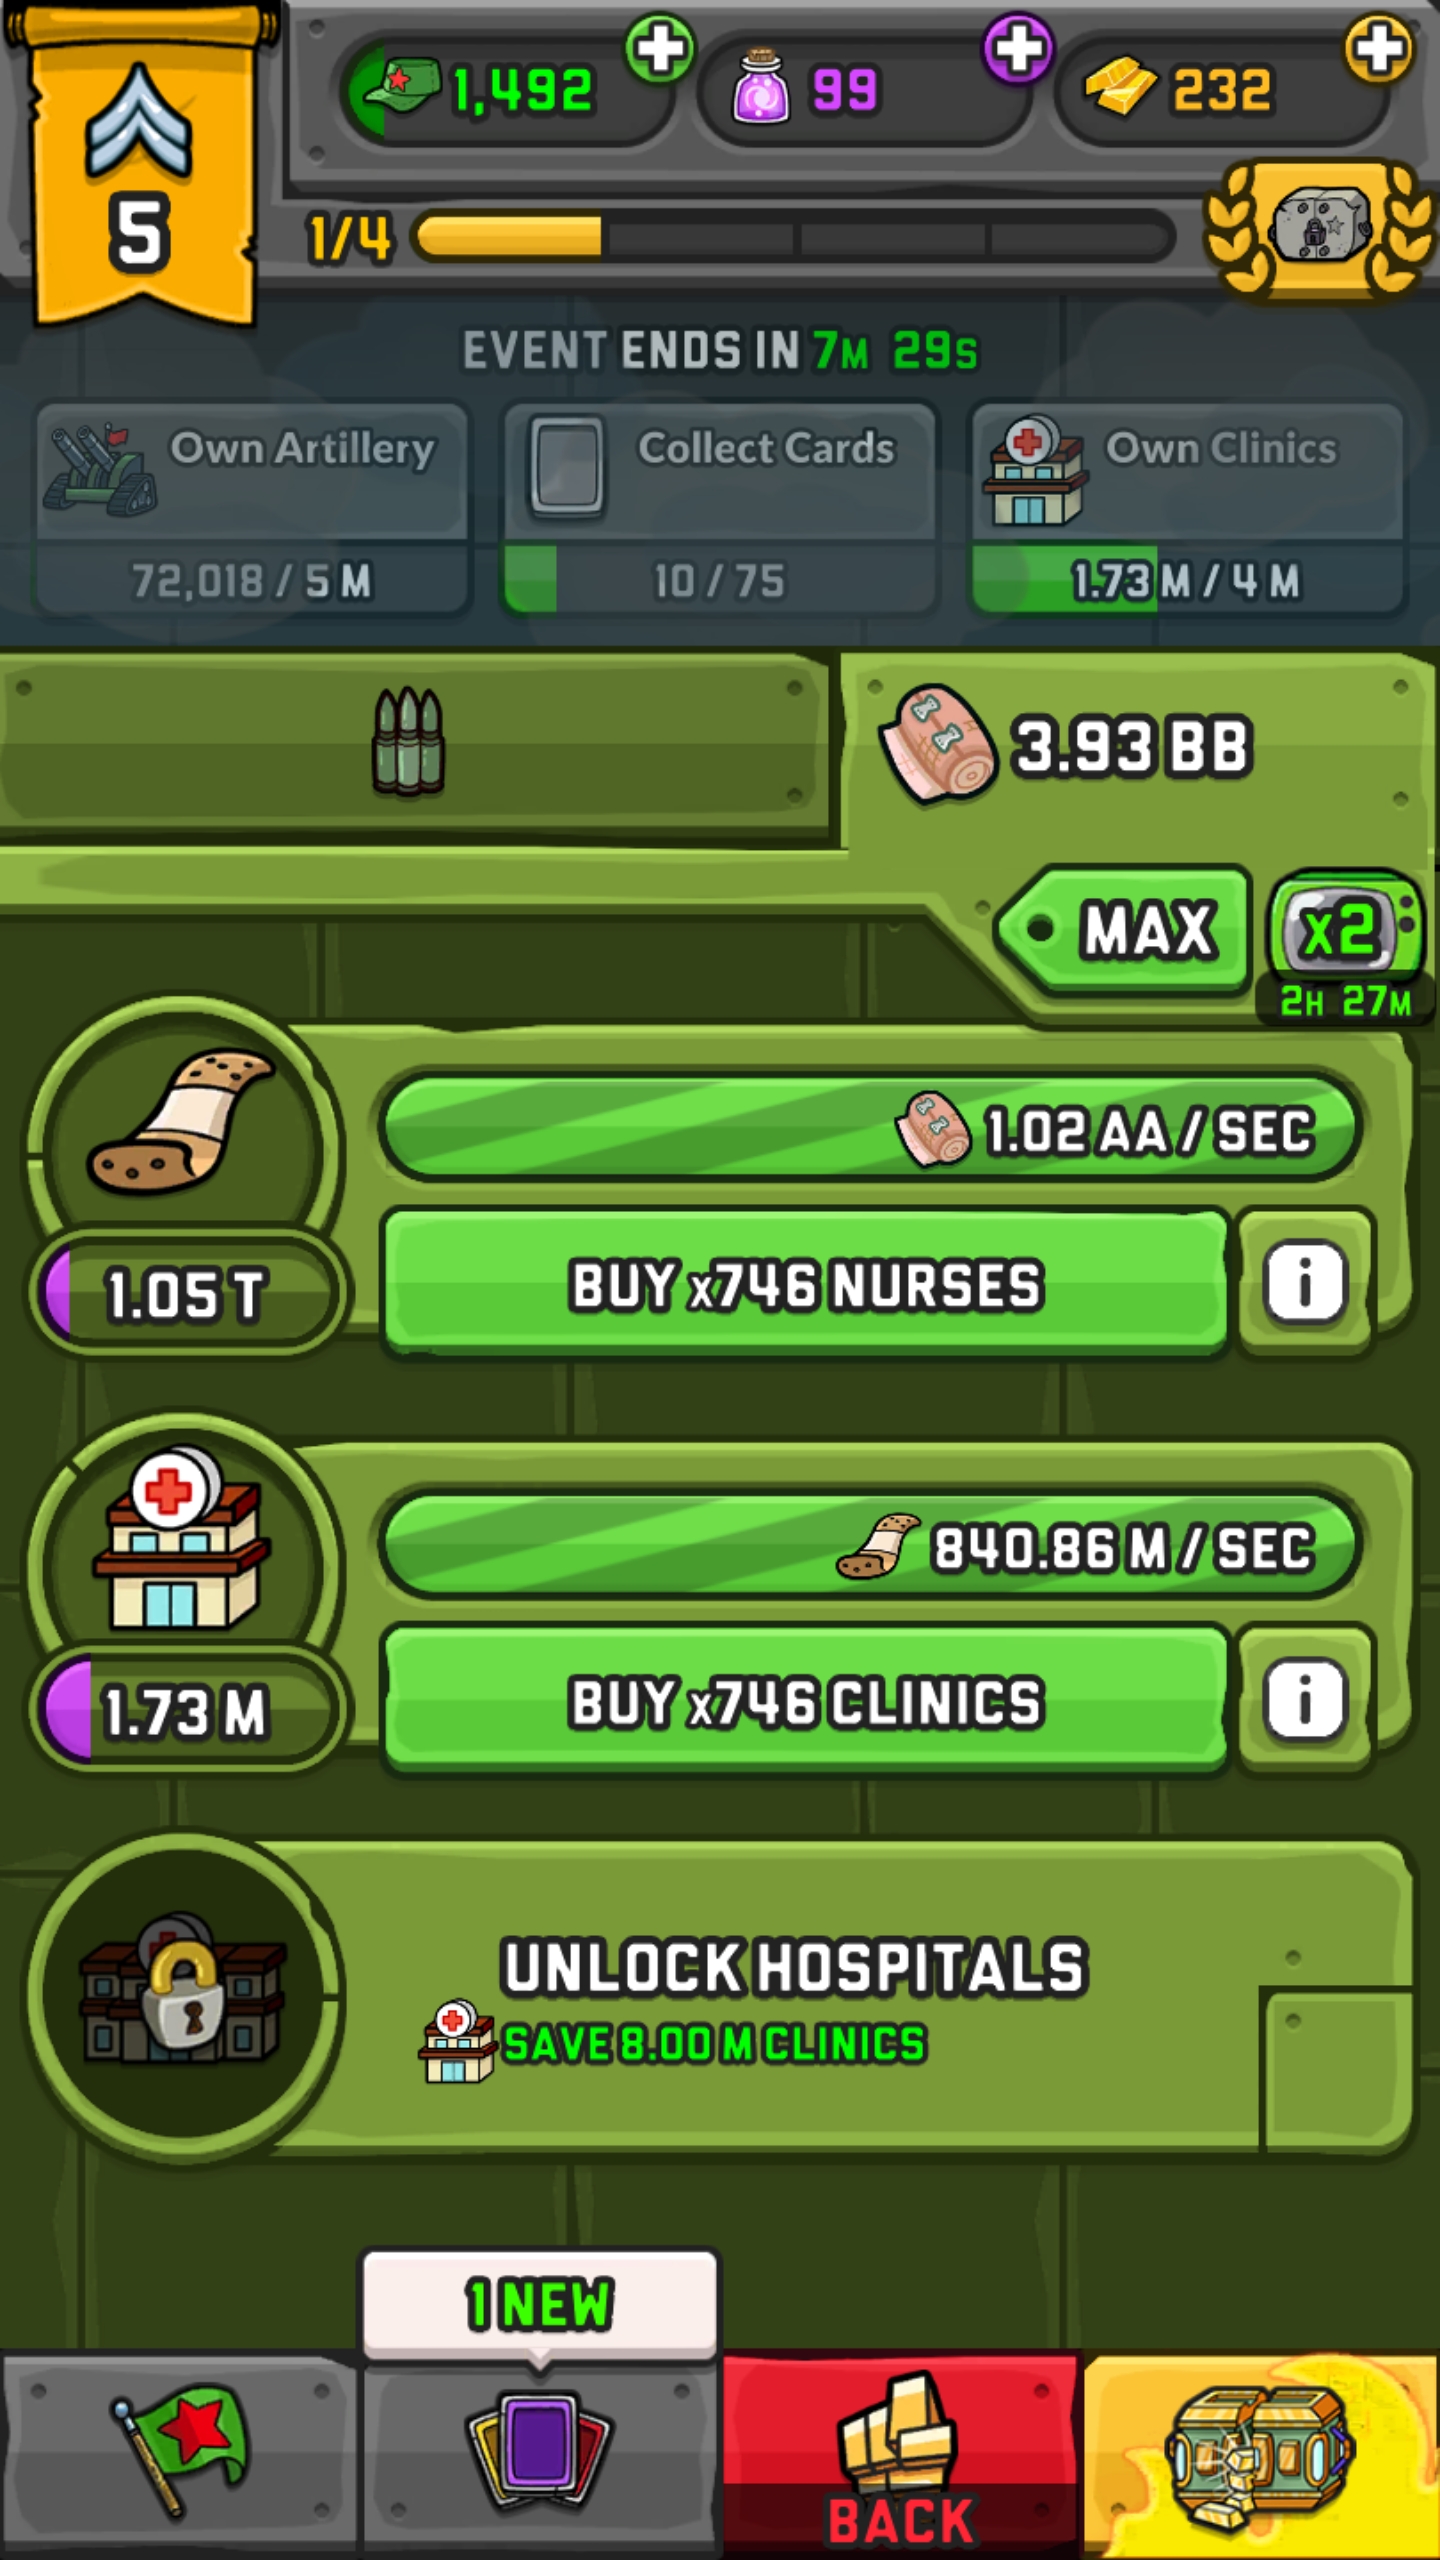 1,492
99
232
5
1/4
EVENT ENDS IN 7M 29S
Own Artillery
72,018 / 5 M
Collect Cards
10 / 75
Own Clinics
1.73 M / 4 M
3.93 BB
MAX
x2
2H 27M
1.02 AA / SEC
1.05 T
BUY x746 NURSES
i
840.86 M / SEC
1.73 M
BUY x746 CLINICS
i
UNLOCK HOSPITALS
SAVE 8.00 M CLINICS
1 NEW
BACK